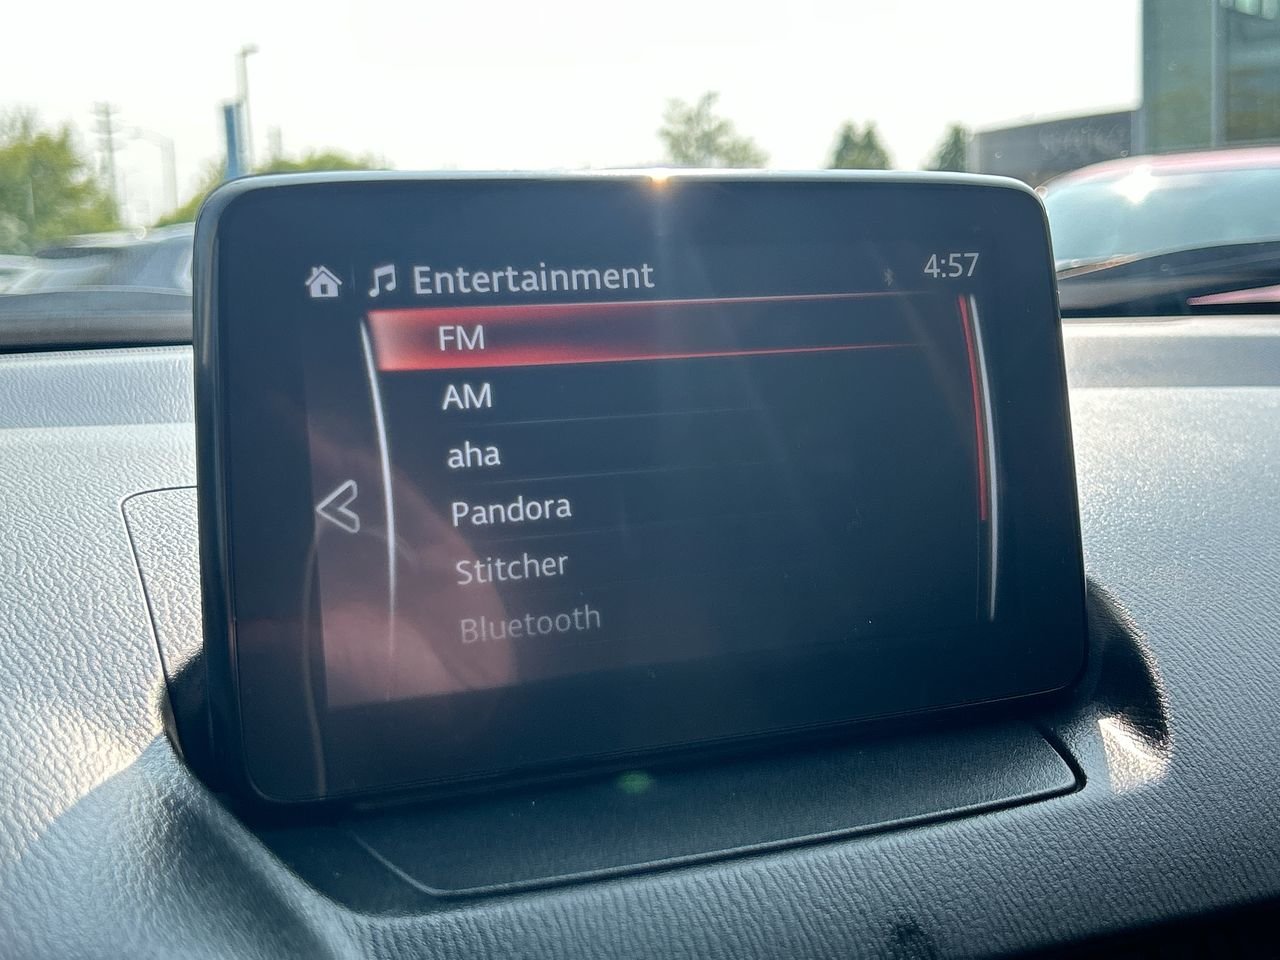 Entertainment
4:57
FM
AM
aha
Pandora
Stitcher
Bluetooth